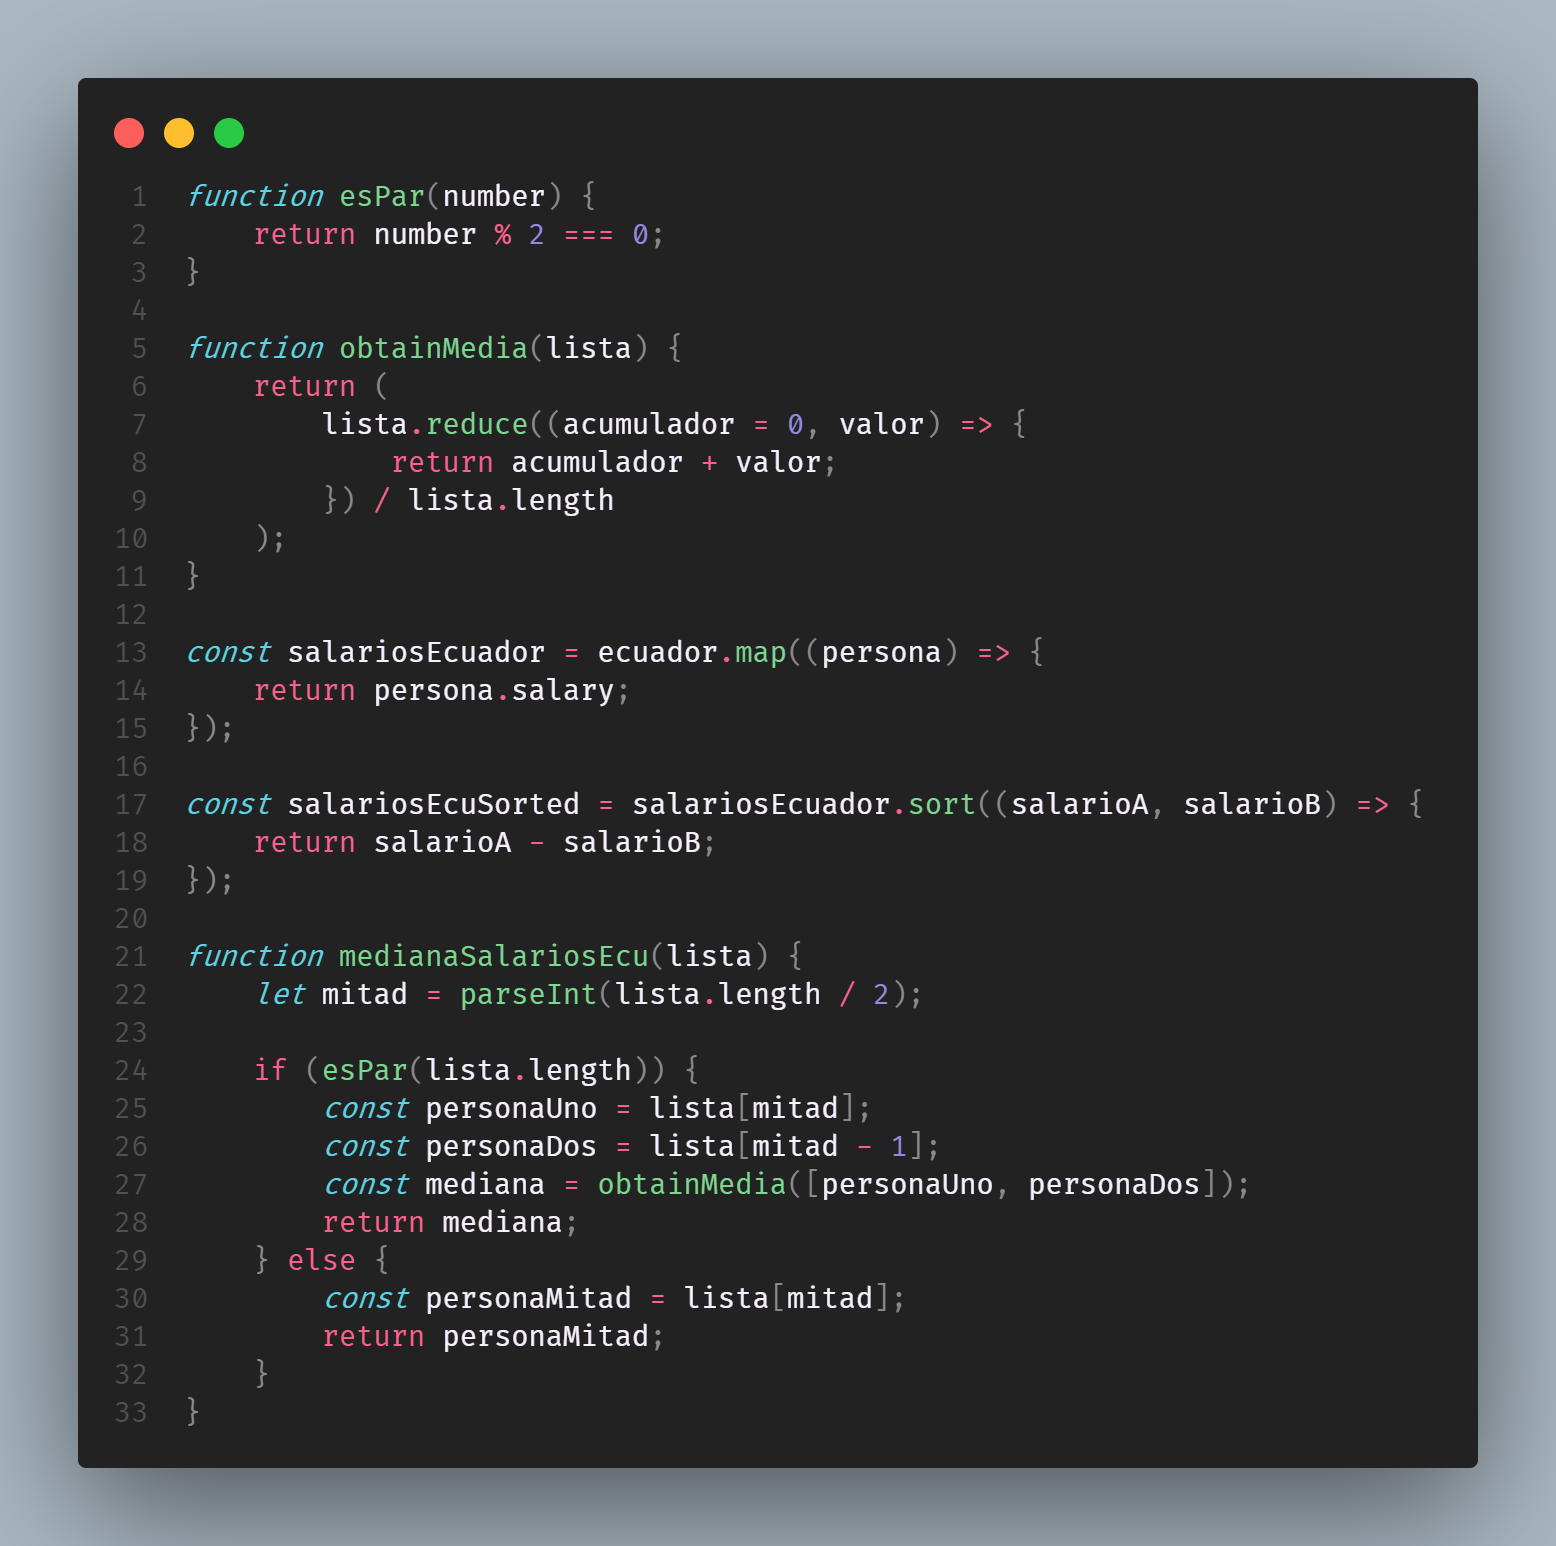 1 function esPar(number) {
2     return number % 2 === 0;
3 }
4
5 function obtainMedia(lista) {
6     return (
7         lista.reduce((acumulador = 0, valor) => {
8             return acumulador + valor;
9         }) / lista.length
10     );
11 }
12
13 const salariosEcuador = ecuador.map((persona) => {
14     return persona.salary;
15 });
16
17 const salariosEcuSorted = salariosEcuador.sort((salarioA, salarioB) => {
18     return salarioA - salarioB;
19 });
20
21 function medianaSalariosEcu(lista) {
22     let mitad = parseInt(lista.length / 2);
23
24     if (esPar(lista.length)) {
25         const personaUno = lista[mitad];
26         const personaDos = lista[mitad - 1];
27         const mediana = obtainMedia([personaUno, personaDos]);
28         return mediana;
29     } else {
30         const personaMitad = lista[mitad];
31         return personaMitad;
32     }
33 }